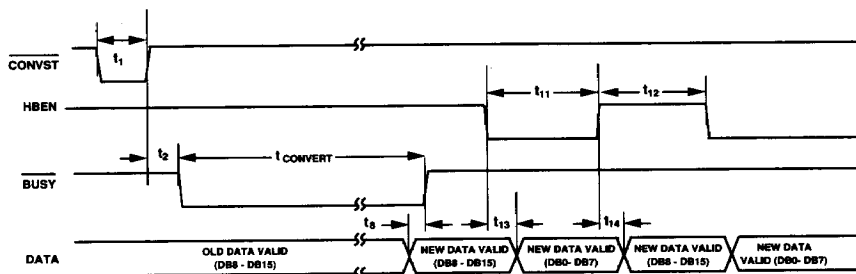 CONVST
t1
HBEN
t11
t12
t2
tCONVERT
BUSY
t8
t13
t14
DATA
OLD DATA VALID
(DB8 - DB15)
NEW DATA VALID
(DB8 - DB15)
NEW DATA VALID
(DB0- DB7)
NEW DATA VALID
(DB8 - DB15)
NEW DATA
VALID (DB0- DB7)